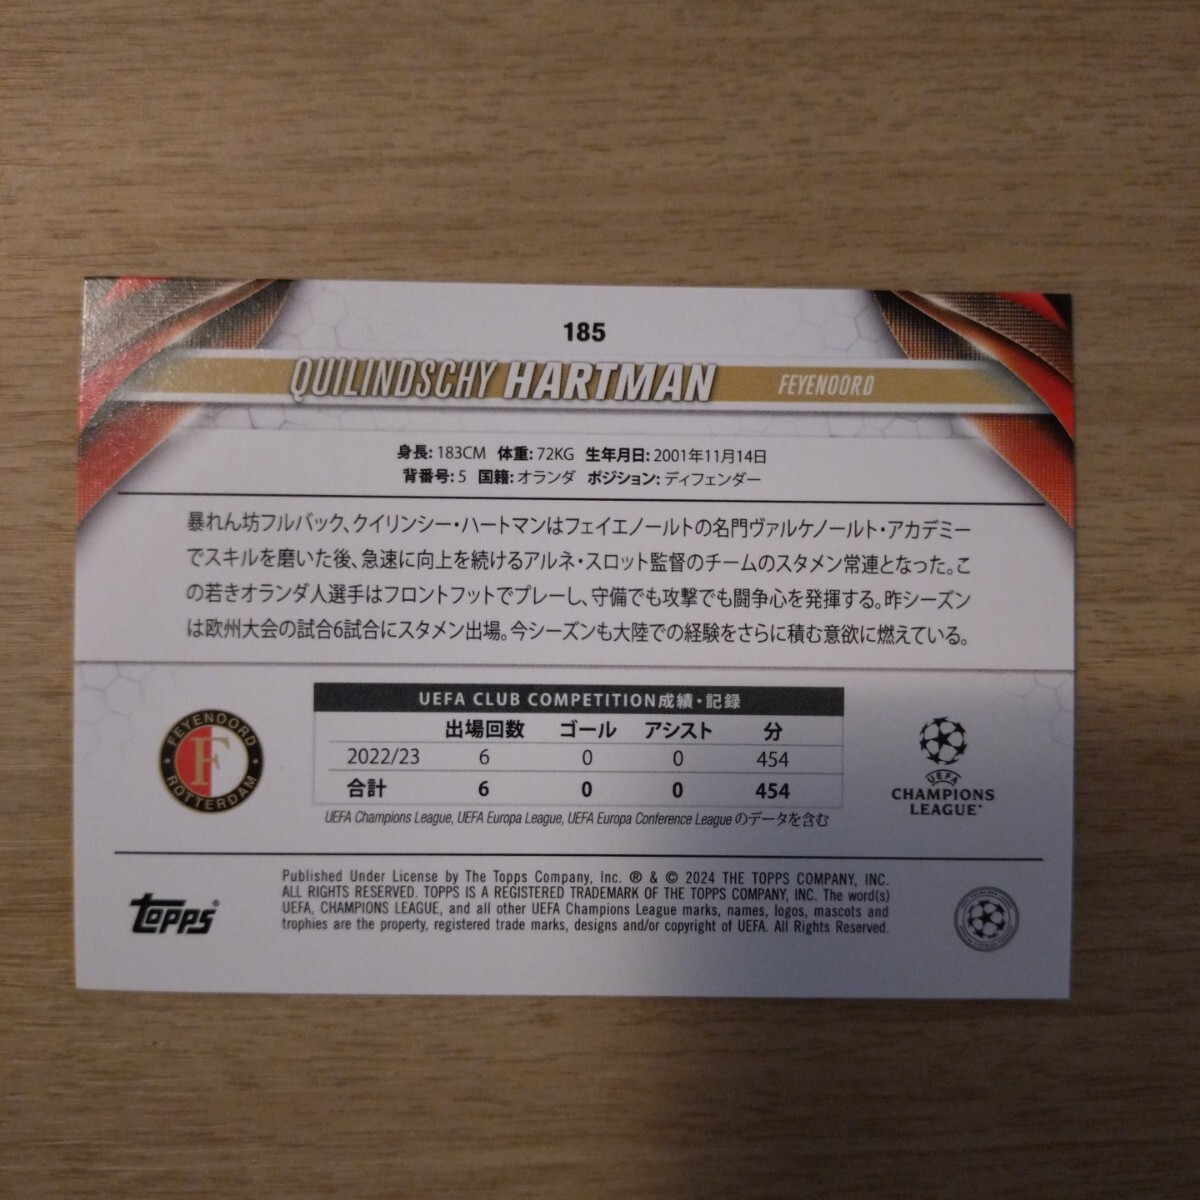 185
QUILINDSCHY HARTMAN FEYENOORD
身長: 183CM 体重: 72KG 生年月日: 2001年11月14日
背番号: 5 国籍: オランダ ポジション: ディフェンダー
暴れん坊フルバック、クイリンシー・ハートマンはフェイエノールトの名門ヴァルケノールト・アカデミー
でスキルを磨いた後、急速に向上を続けるアルネ・スロット監督のチームのスタメン常連となった。こ
の若きオランダ人選手はフロントフットでプレーし、守備でも攻撃でも闘争心を発揮する。昨シーズン
は欧州大会の試合6試合にスタメン出場。今シーズンも大陸での経験をさらに積む意欲に燃えている。
FEYENOORD
F
ROTTERDAM
UEFA CLUB COMPETITION成績・記録
出場回数 ゴール アシスト 分
2022/23 6 0 0 454
合計 6 0 0 454
UEFA Champions League, UEFA Europa League, UEFA Europa Conference League のデータを含む
UEFA
CHAMPIONS
LEAGUE®
topps®
Published Under License by The Topps Company, Inc. ® & © 2024 THE TOPPS COMPANY, INC.
ALL RIGHTS RESERVED. TOPPS IS A REGISTERED TRADEMARK OF THE TOPPS COMPANY, INC. The word(s)
UEFA, CHAMPIONS LEAGUE, and all other UEFA Champions League marks, names, logos, mascots and
trophies are the property, registered trade marks, designs and/or copyright of UEFA. All Rights Reserved.